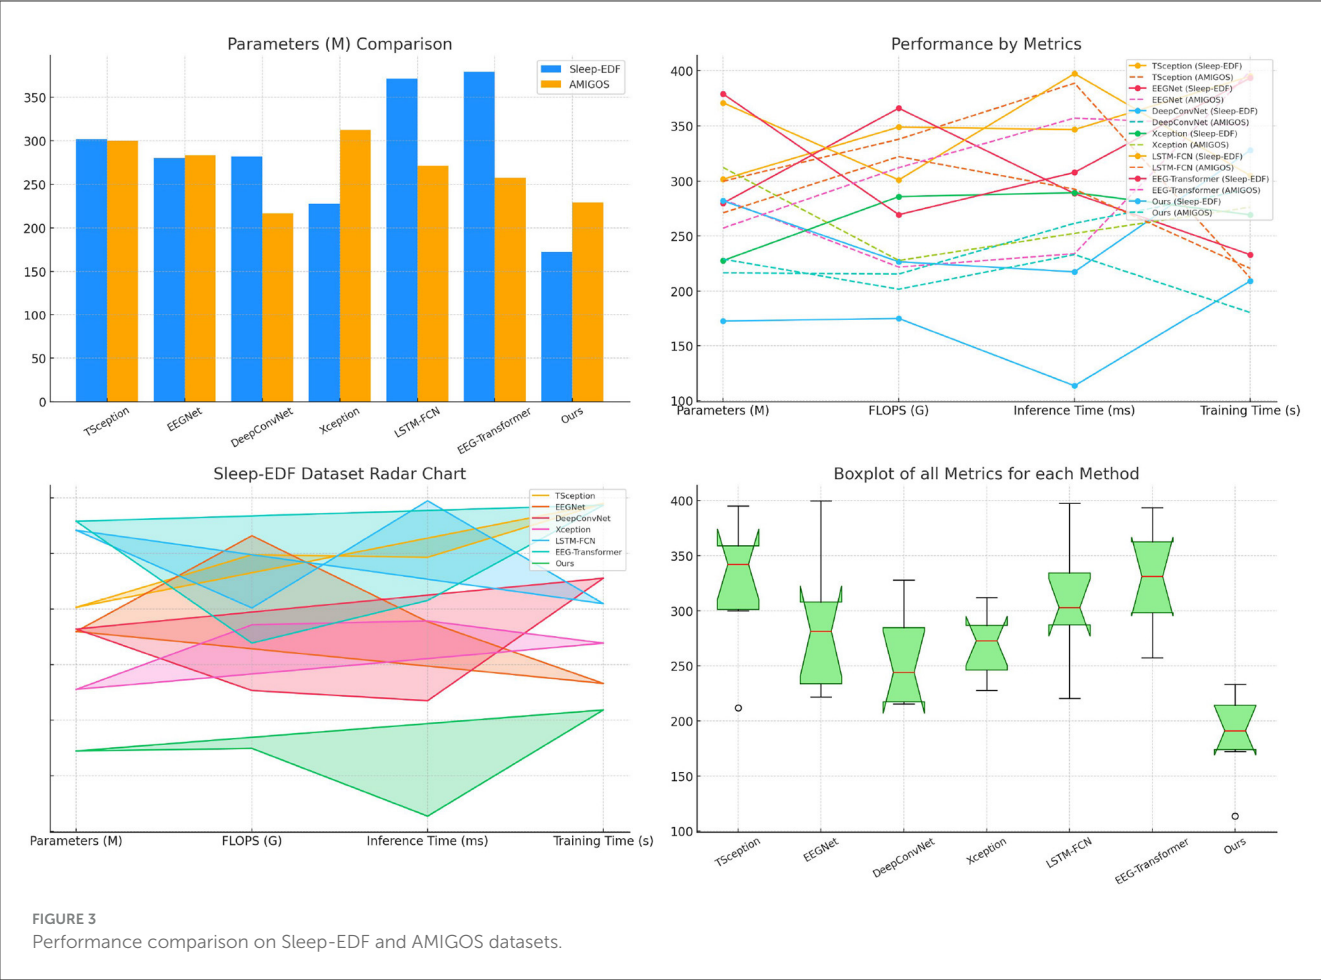 Parameters (M) Comparison
Sleep-EDF
AMIGOS
350
300
250
200
150
100
50
0
TSception
EEGNet
DeepConvNet
Xception
LSTM-FCN
EEG-Transformer
Ours
Performance by Metrics
400
350
300
250
200
150
100
TSception (Sleep-EDF)
TSception (AMIGOS)
EEGNet (Sleep-EDF)
EEGNet (AMIGOS)
DeepConvNet (Sleep-EDF)
DeepConvNet (AMIGOS)
Xception (Sleep-EDF)
Xception (AMIGOS)
LSTM-FCN (Sleep-EDF)
LSTM-FCN (AMIGOS)
EEG-Transformer (Sleep-EDF)
EEG-Transformer (AMIGOS)
Ours (Sleep-EDF)
Ours (AMIGOS)
Parameters (M)
FLOPS (G)
Inference Time (ms)
Training Time (s)
Sleep-EDF Dataset Radar Chart
TSception
EEGNet
DeepConvNet
Xception
LSTM-FCN
EEG-Transformer
Ours
Parameters (M)
FLOPS (G)
Inference Time (ms)
Training Time (s)
Boxplot of all Metrics for each Method
400
350
300
250
200
150
100
TSception
EEGNet
DeepConvNet
Xception
LSTM-FCN
EEG-Transformer
Ours
FIGURE 3
Performance comparison on Sleep-EDF and AMIGOS datasets.